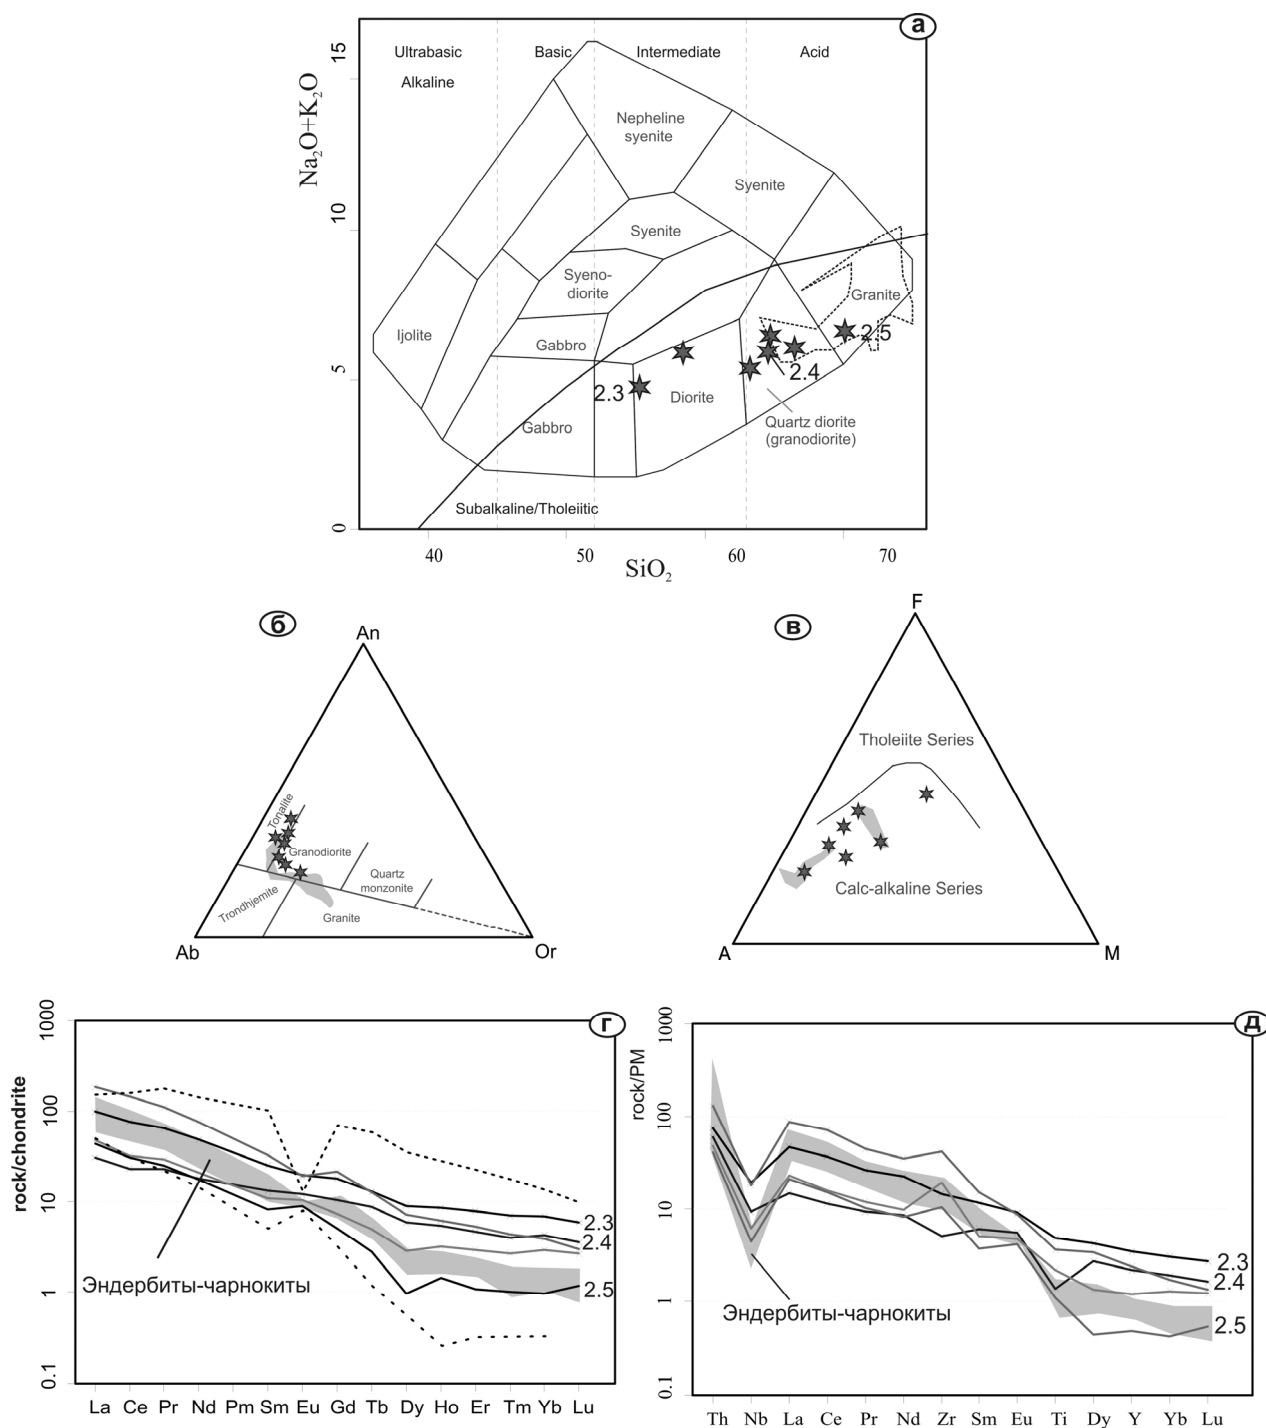 а
Ultrabasic Basic Intermediate Acid
Alkaline
Na₂O+K₂O
15
10
5
0
Nepheline
syenite
Syenite
Syenite
Syeno-
diorite
Ijolite
Gabbro
Granite
2.5
2.4
2.3
Diorite
Gabbro
Quartz diorite
(granodiorite)
Subalkaline/Tholeiitic
40 50 60 70
SiO₂
б
An
Tonalite
Granodiorite
Quartz
monzonite
Trondhjemite
Granite
Ab Or
в
F
Tholeiite Series
Calc-alkaline Series
A M
г
rock/chondrite
1000
100
10
1
0.1
2.3
2.4
2.5
Эндербиты-чарнокиты
La Ce Pr Nd Pm Sm Eu Gd Tb Dy Ho Er Tm Yb Lu
д
rock/PM
1000
100
10
1
0.1
2.3
2.4
2.5
Эндербиты-чарнокиты
Th Nb La Ce Pr Nd Zr Sm Eu Ti Dy Y Yb Lu